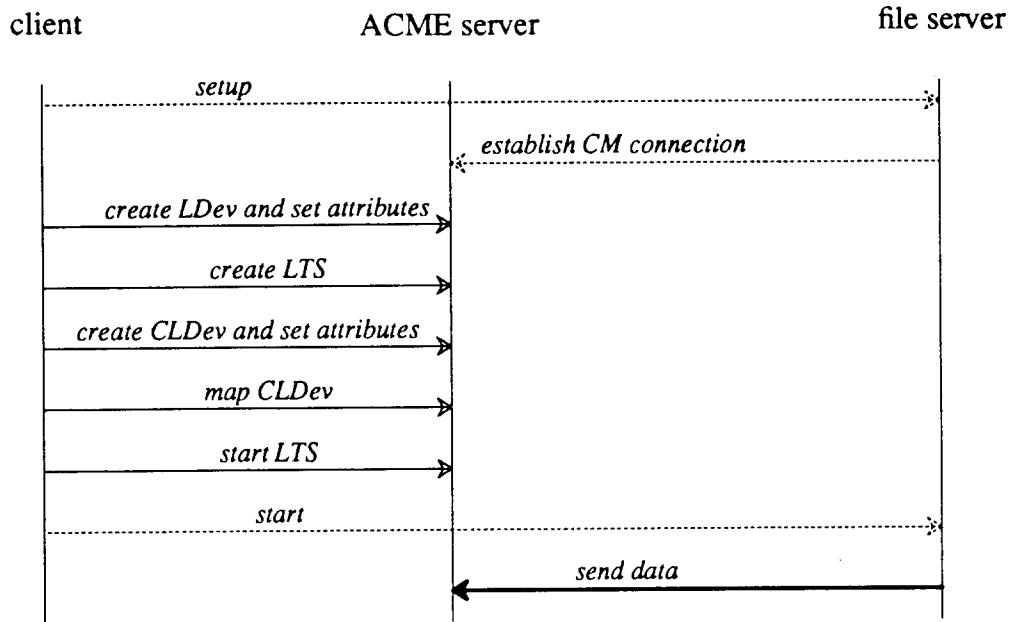 client ACME server file server
setup
establish CM connection
create LDev and set attributes
create LTS
create CLDev and set attributes
map CLDev
start LTS
start
send data